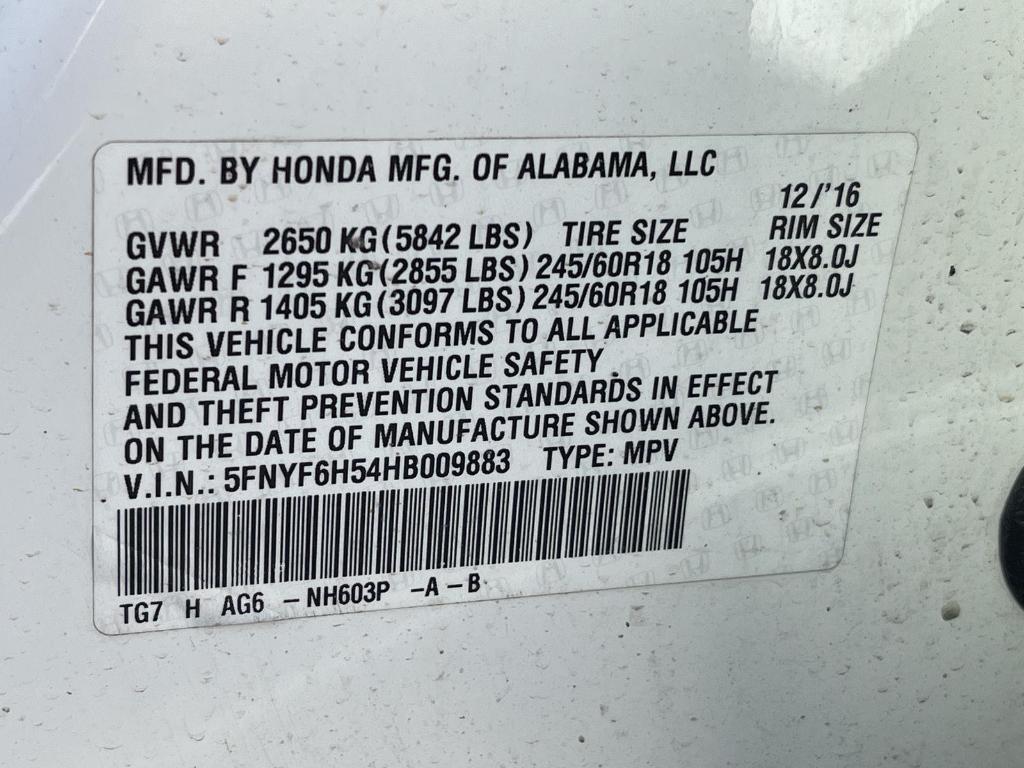 MFD. BY HONDA MFG. OF ALABAMA, LLC
12/'16
GVWR 2650 KG(5842 LBS) TIRE SIZE RIM SIZE
GAWR F 1295 KG(2855 LBS) 245/60R18 105H 18X8.0J
GAWR R 1405 KG(3097 LBS) 245/60R18 105H 18X8.0J
THIS VEHICLE CONFORMS TO ALL APPLICABLE
FEDERAL MOTOR VEHICLE SAFETY
AND THEFT PREVENTION STANDARDS IN EFFECT
ON THE DATE OF MANUFACTURE SHOWN ABOVE.
V.I.N.: 5FNYF6H54HB009883 TYPE: MPV
TG7 H AG6 -NH603P -A-B